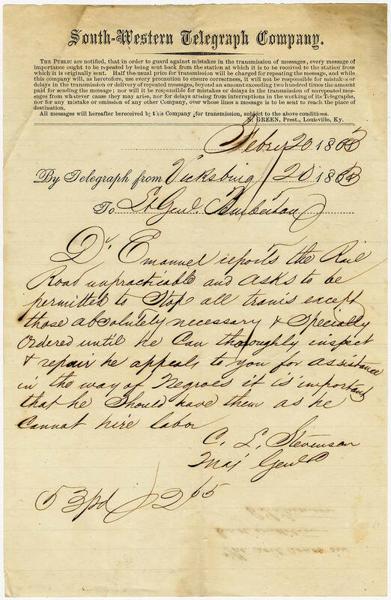 South-Western Telegraph Company.
The Public are notified, that in order to guard against mistakes in the transmission of messages, every message of
importance ought to be repeated by being sent back from the station at which it is to be received to the station from
which it is originally sent. Half the usual price for transmission will be charged for repeating the message, and while
this company will, as heretofore, use every precaution to ensure correctness, it will not be responsible for mistakes or
delays in the transmission or delivery of repeated messages, beyond an amount exceeding two hundred times the amount
paid for sending the message; nor will it be responsible for mistakes or delays in the transmission of unrepeated messages
from whatever cause they may arise, nor for delays arising from interruptions in the working of its Telegraphs,
nor for any mistake or omission of any other Company, over whose lines a message is to be sent to reach the place of
destination.
All messages will hereafter be received by this Company for transmission, subject to the above conditions.
N. GREEN, Prest., Louisville, Ky.
Febry 20 1863
By Telegraph from Vicksburg 20 1863
To Lt Genl. Pemberton
Dr. Emanuel reports the Rail
Road unpracticable and asks to be
permitted to stop all trains except
those absolutely necessary & specially
ordered until he can thoroughly inspect
& repair he appeals to you for assistance
in the way of Negroes it is important
that he should have them as he
cannot hire labor
C. L. Stevenson
Maj Genl
53 pd 265